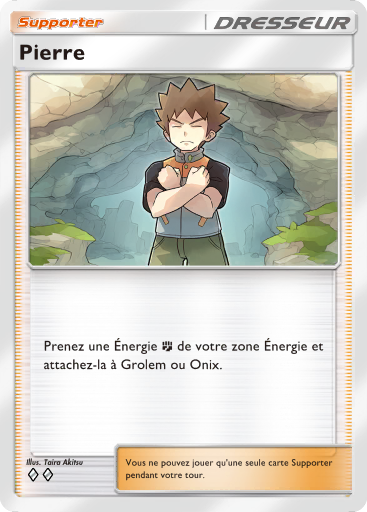 Supporter
DRESSEUR
Pierre
Prenez une Énergie de votre zone Énergie et
attachez-la à Grolem ou Onix.
Illus. Taira Akitsu
Vous ne pouvez jouer qu'une seule carte Supporter
pendant votre tour.